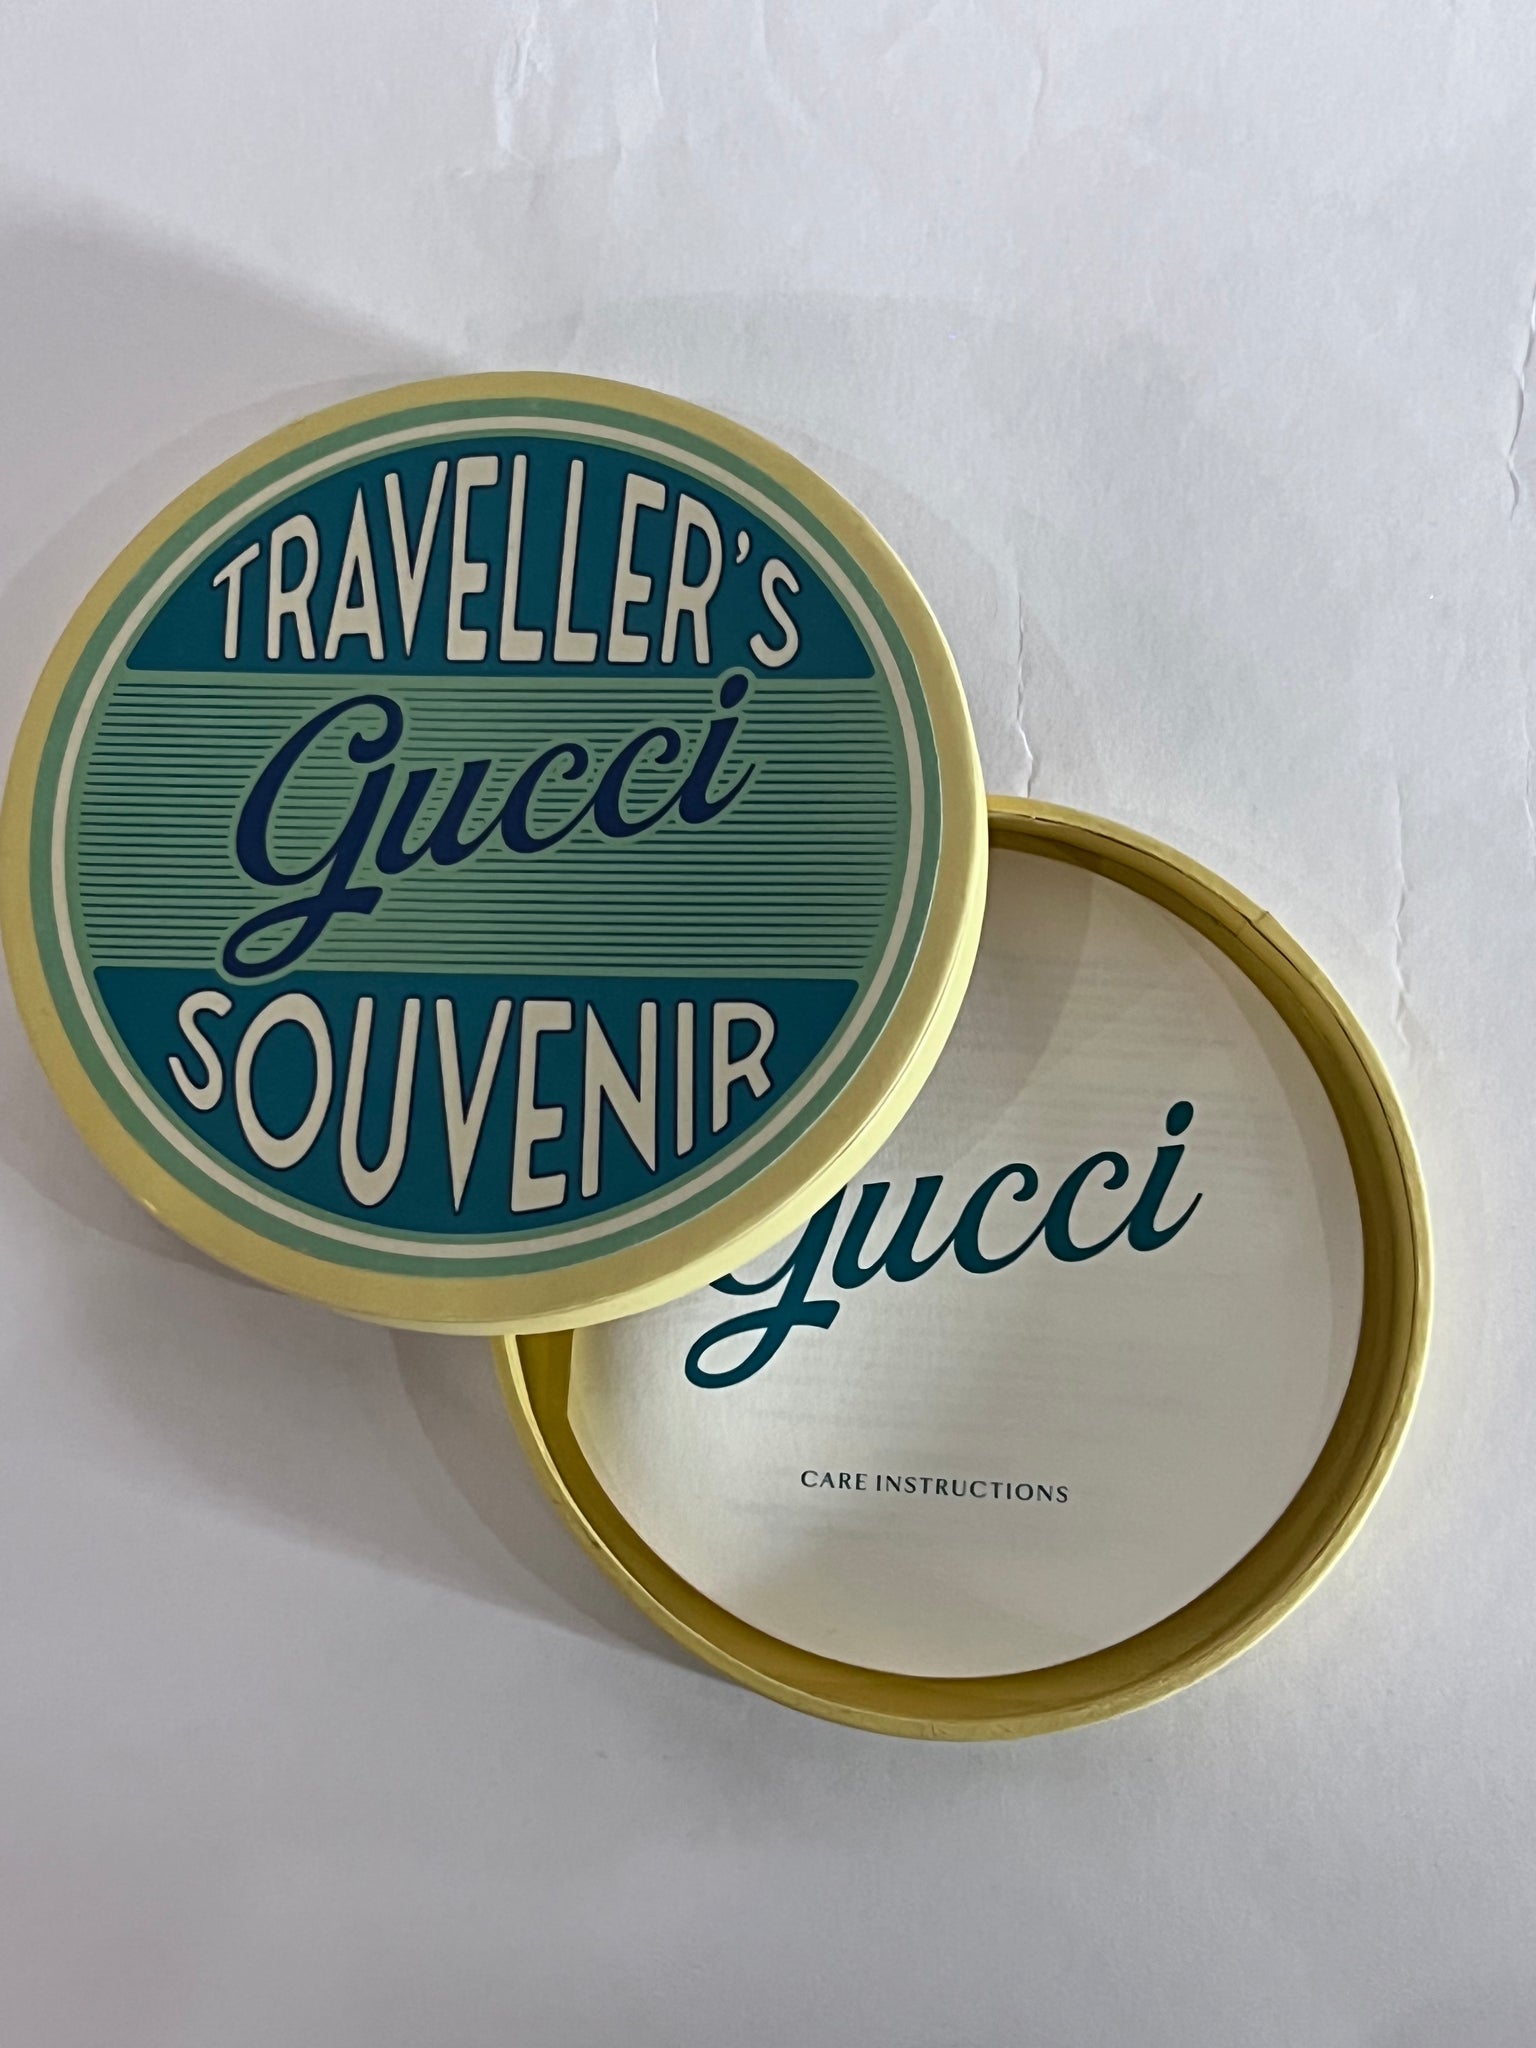 TRAVELLER'S
Gucci
SOUVENIR
Gucci
CARE INSTRUCTIONS